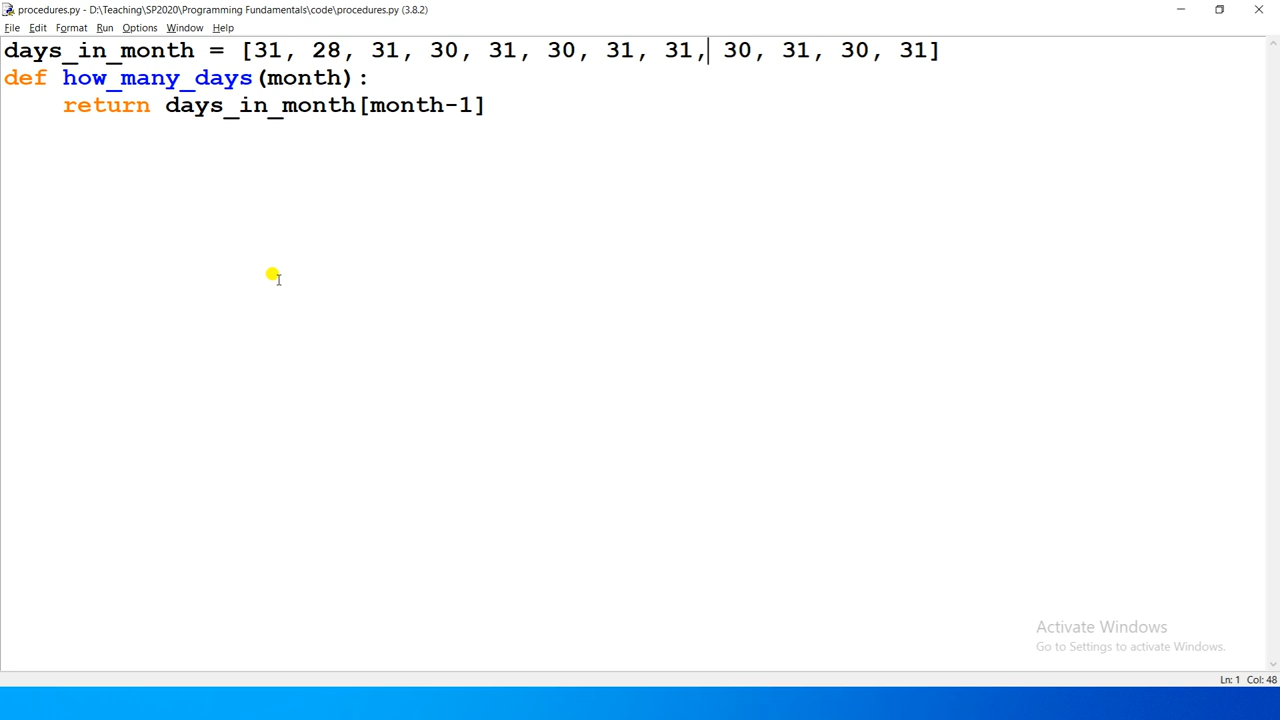 procedures.py - D:\Teaching\SP2020\Programming Fundamentals\code\procedures.py (3.8.2)
File Edit Format Run Options Window Help
days_in_month = [31, 28, 31, 30, 31, 30, 31, 31, 30, 31, 30, 31]
def how_many_days(month):
    return days_in_month[month-1]
Activate Windows
Go to Settings to activate Windows.
Ln: 1 Col: 48